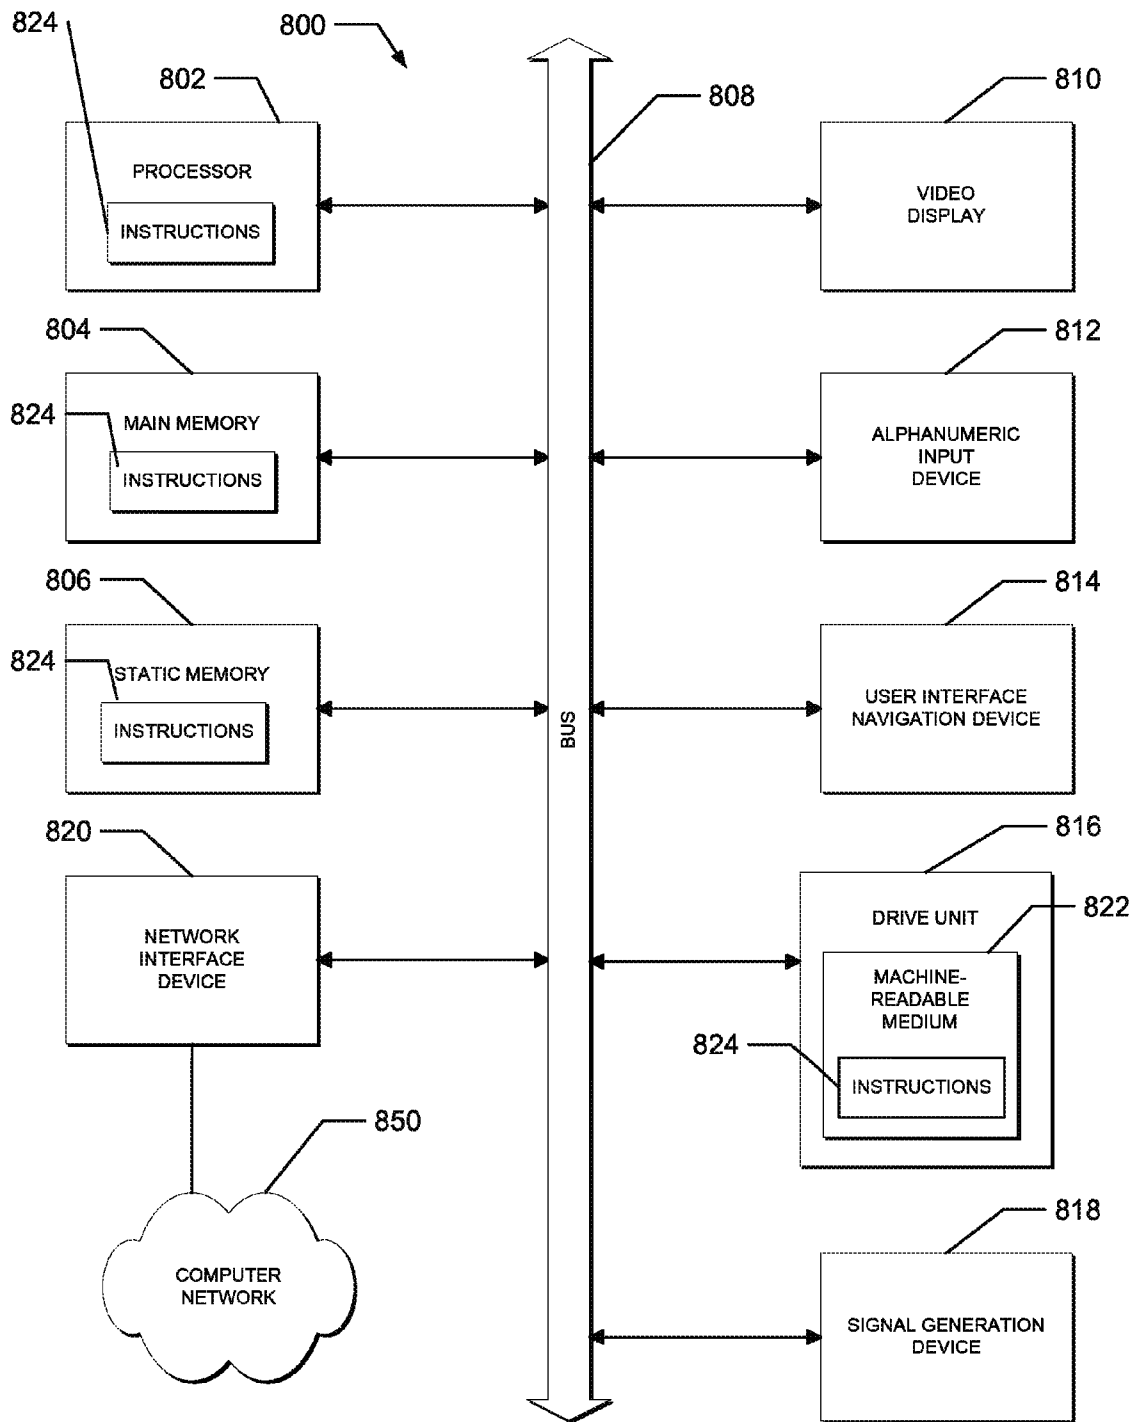 824
800
802
808
810
PROCESSOR
INSTRUCTIONS
VIDEO
DISPLAY
804
812
824
MAIN MEMORY
INSTRUCTIONS
ALPHANUMERIC
INPUT
DEVICE
806
814
824
STATIC MEMORY
INSTRUCTIONS
BUS
USER INTERFACE
NAVIGATION DEVICE
820
816
NETWORK
INTERFACE
DEVICE
DRIVE UNIT
822
MACHINE-
READABLE
MEDIUM
824
INSTRUCTIONS
850
COMPUTER
NETWORK
818
SIGNAL GENERATION
DEVICE